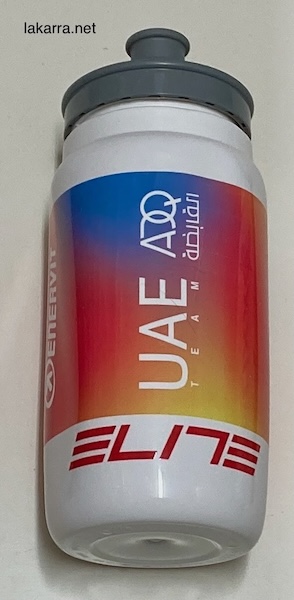 lakarra.net
ENERVIT
UAE ADQ
القابضة
TEAM
ELITE